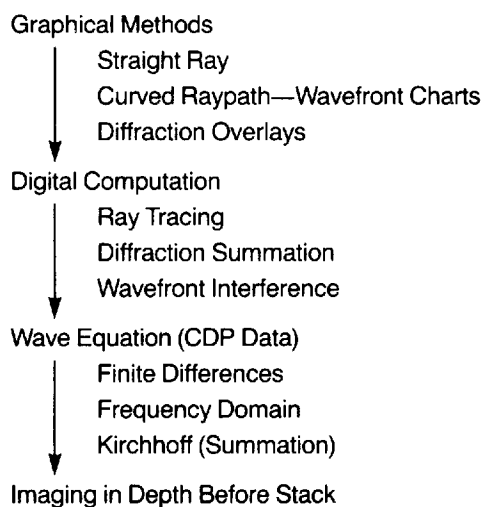 Graphical Methods
Straight Ray
Curved Raypath—Wavefront Charts
Diffraction Overlays
Digital Computation
Ray Tracing
Diffraction Summation
Wavefront Interference
Wave Equation (CDP Data)
Finite Differences
Frequency Domain
Kirchhoff (Summation)
Imaging in Depth Before Stack